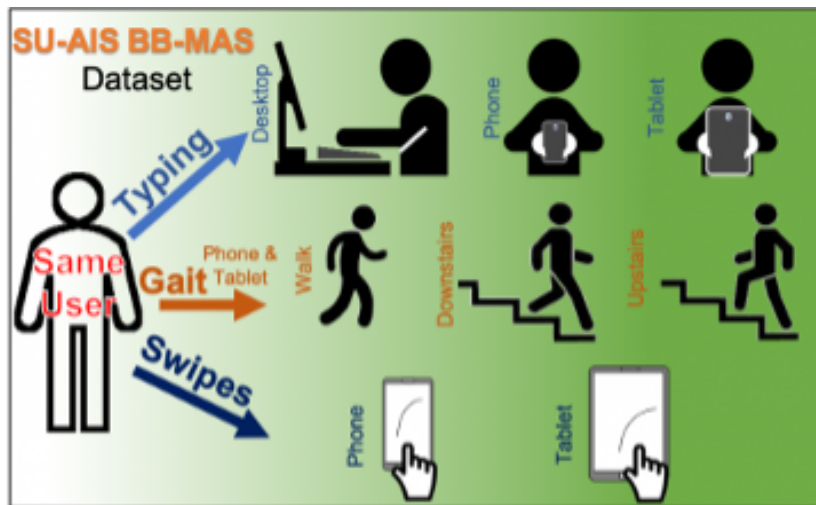 SU-AIS BB-MAS
Dataset
Typing
Desktop
Phone
Tablet
Same
User
Gait
Phone &
Tablet
Walk
Downstairs
Upstairs
Swipes
Phone
Tablet